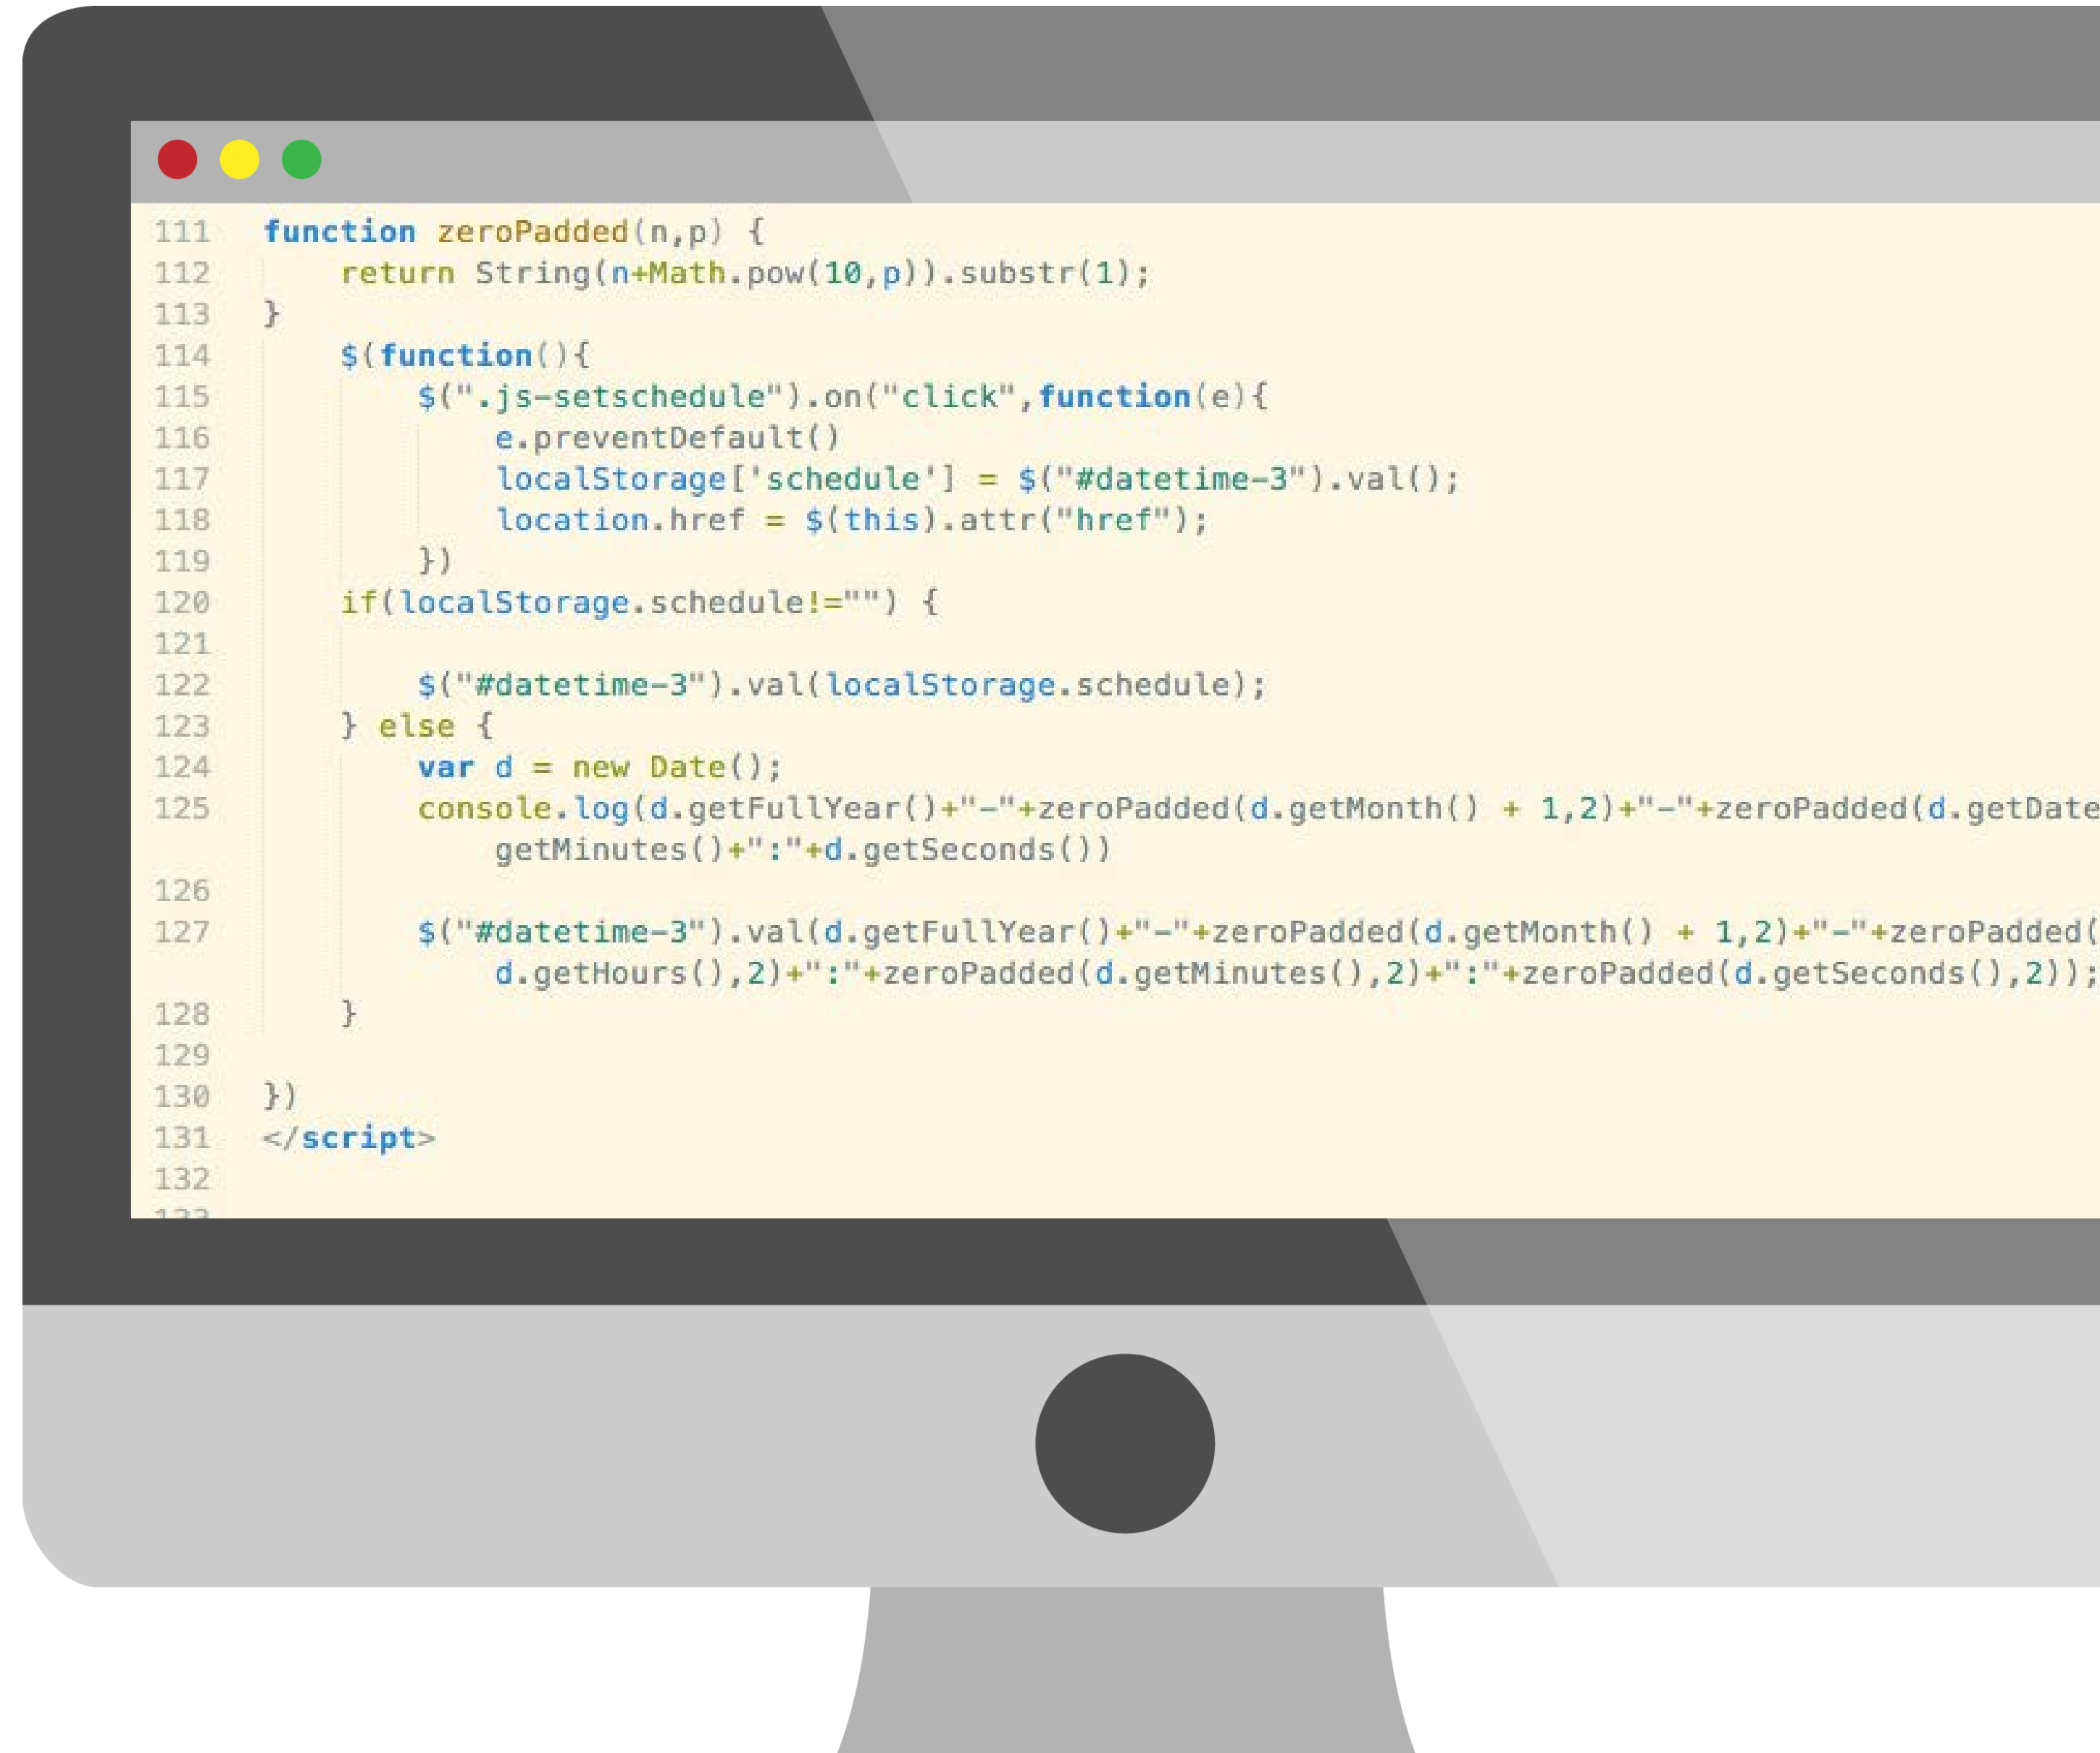 111 function zeroPadded(n,p) {
112 return String(n+Math.pow(10,p)).substr(1);
113 }
114 $(function(){
115 $(".js-setschedule").on("click",function(e){
116 e.preventDefault()
117 localStorage['schedule'] = $("#datetime-3").val();
118 location.href = $(this).attr("href");
119 })
120 if(localStorage.schedule!="") {
121
122 $("#datetime-3").val(localStorage.schedule);
123 } else {
124 var d = new Date();
125 console.log(d.getFullYear()+"-"+zeroPadded(d.getMonth() + 1,2)+"-"+zeroPadded(d.getDate
getMinutes()+":"+d.getSeconds())
126
127 $("#datetime-3").val(d.getFullYear()+"-"+zeroPadded(d.getMonth() + 1,2)+"-"+zeroPadded(
d.getHours(),2)+":"+zeroPadded(d.getMinutes(),2)+":"+zeroPadded(d.getSeconds(),2));
128 }
129
130 })
131 </script>
132